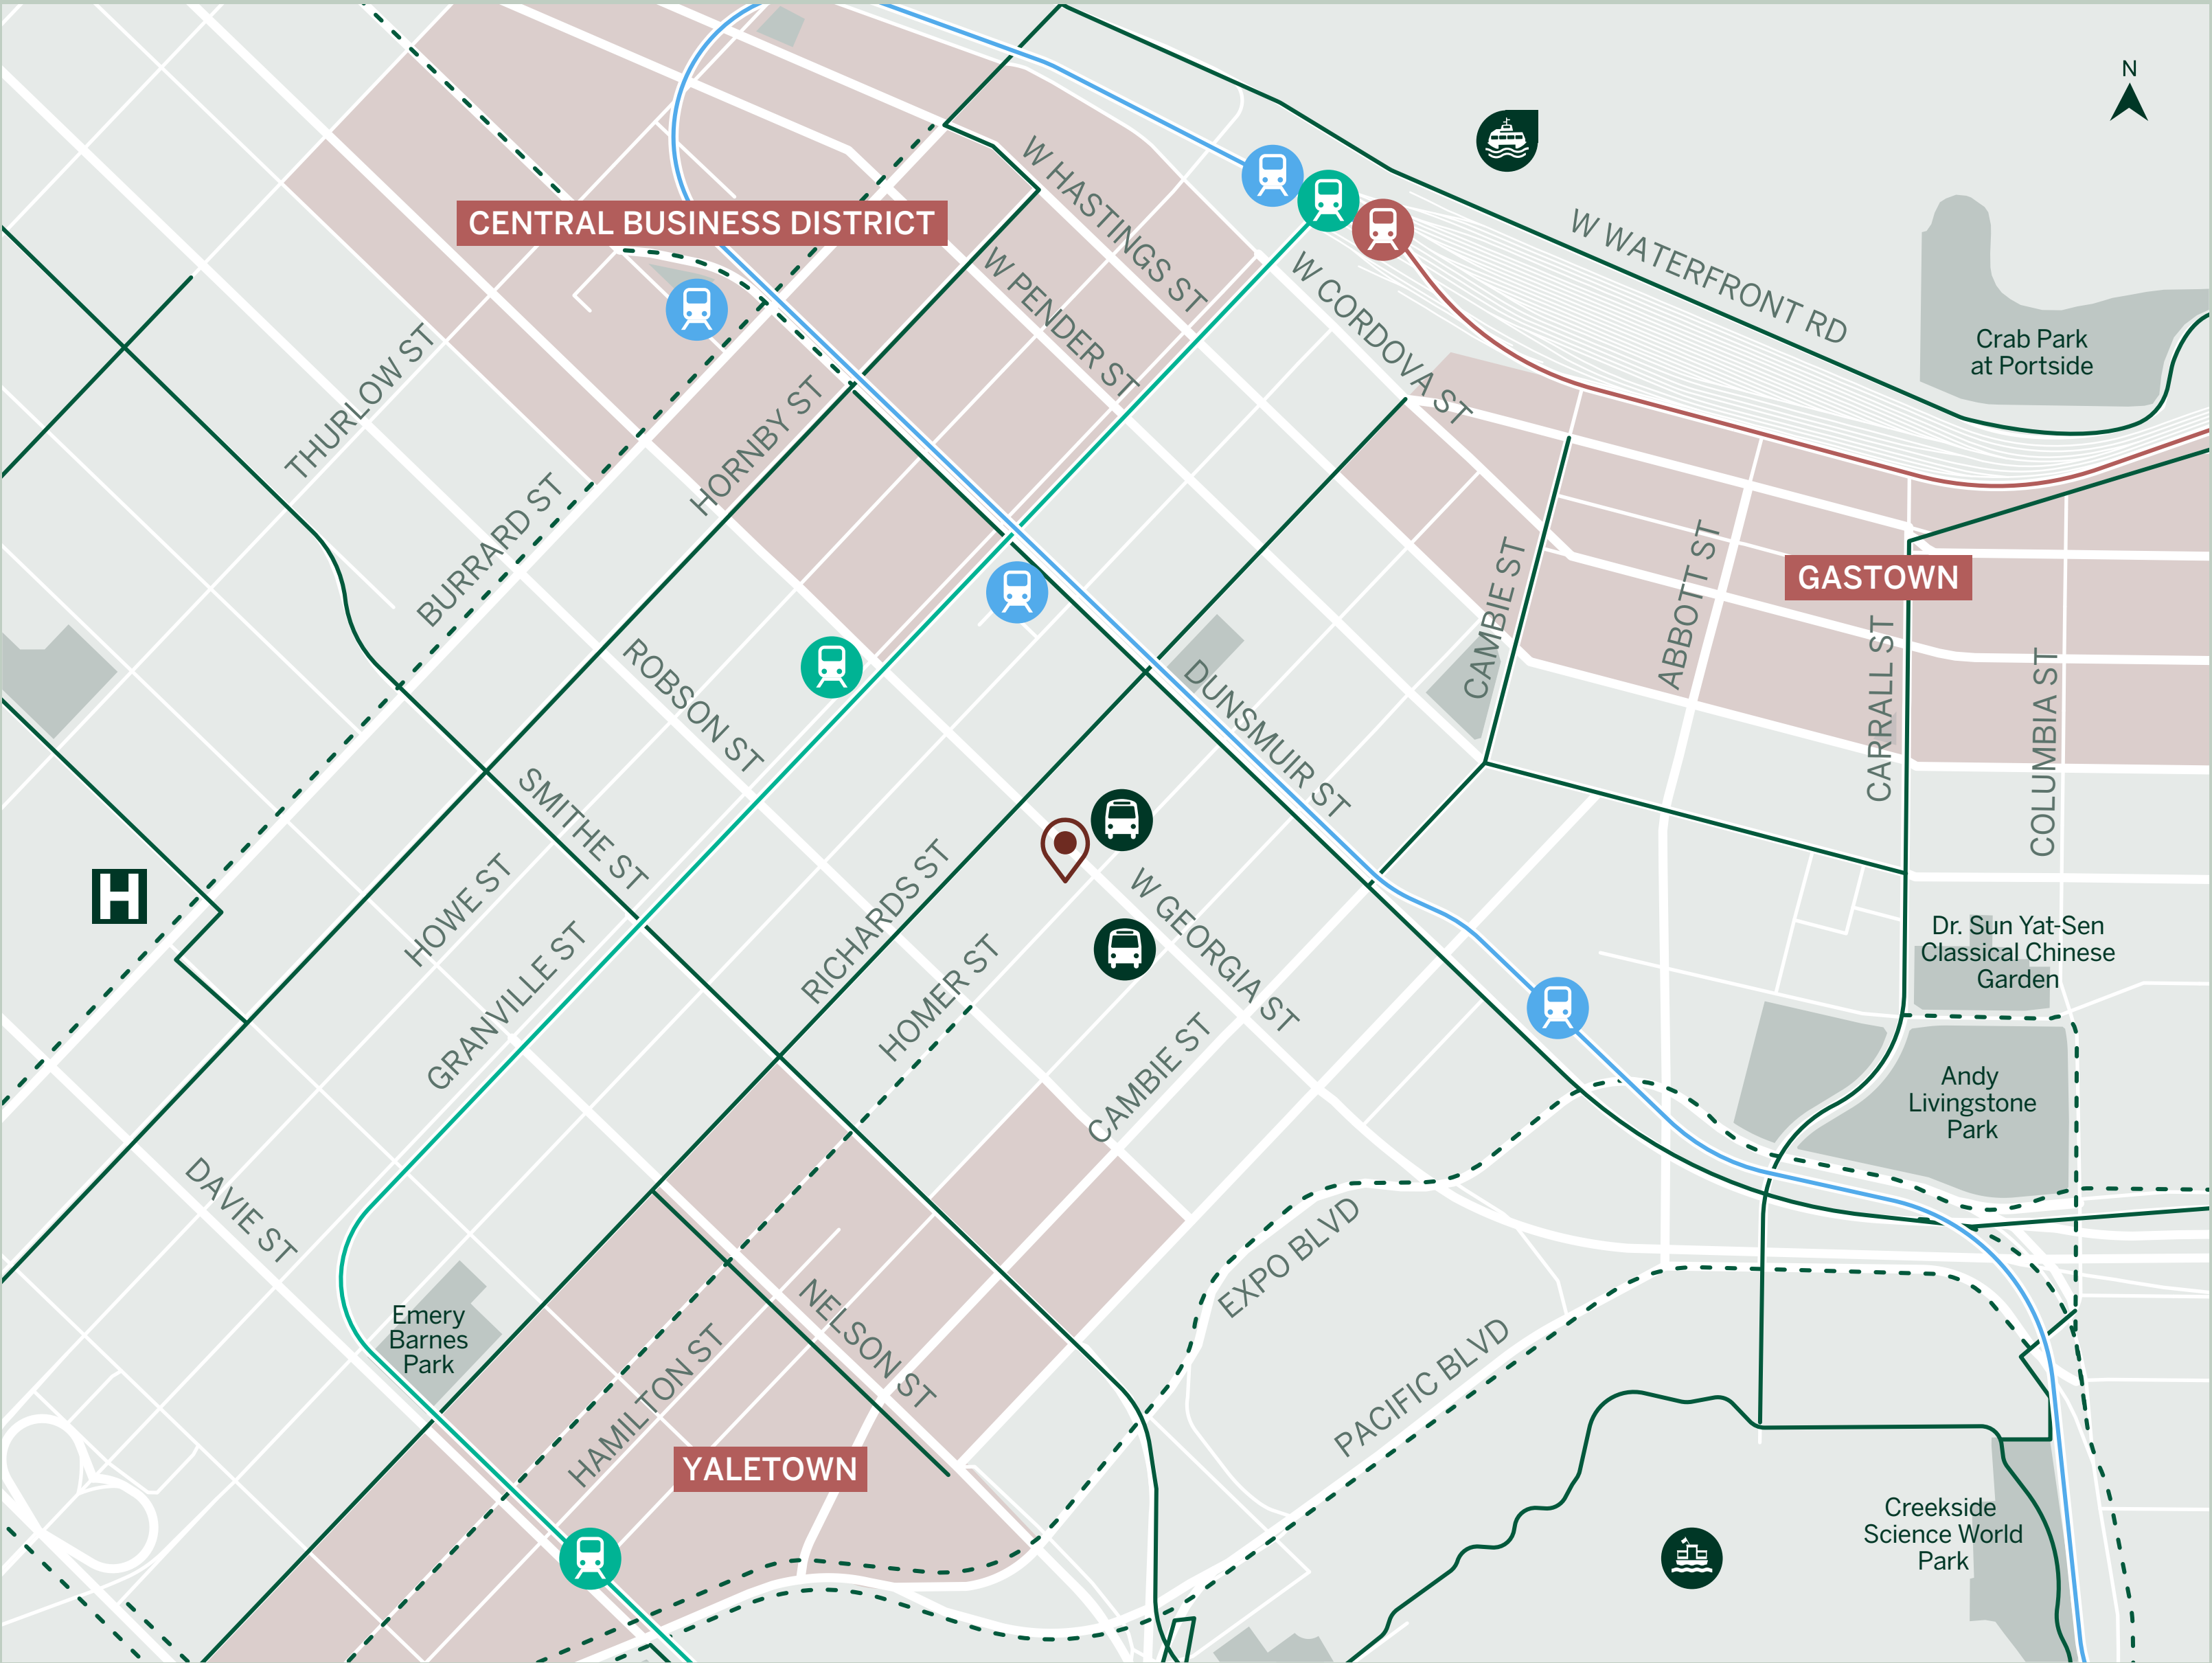 N
W HASTINGS ST
CENTRAL BUSINESS DISTRICT
W WATERFRONT RD
W PENDER ST
W CORDOVA ST
Crab Park
at Portside
THURLOW ST
HORNBY ST
BURRARD ST
CAMBIE ST
ABBOTT ST
GASTOWN
CARRALL ST
COLUMBIA ST
ROBSON ST
DUNSMUIR ST
SMITHE ST
H
HOWE ST
GRANVILLE ST
RICHARDS ST
HOMER ST
W GEORGIA ST
CAMBIE ST
Dr. Sun Yat-Sen
Classical Chinese
Garden
Andy
Livingstone
Park
DAVIE ST
EXPO BLVD
Emery
Barnes
Park
NELSON ST
HAMILTON ST
PACIFIC BLVD
YALETOWN
Creekside
Science World
Park